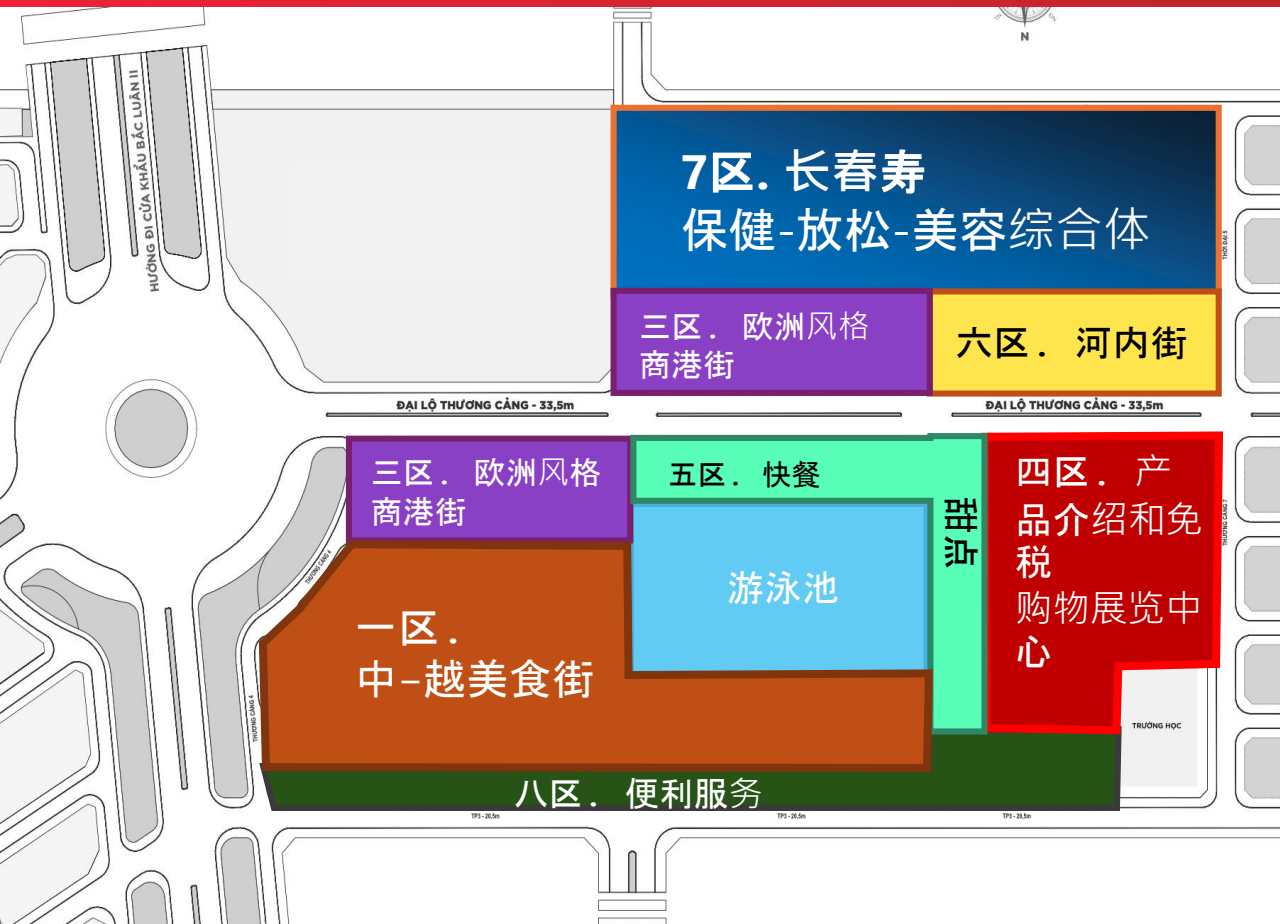 N
HƯỚNG ĐI CỬA KHẨU BẮC LUÂN II
7区. 长春寿
保健-放松-美容综合体
THỜI ĐẠI 5
三区. 欧洲风格
商港街
六区. 河内街
ĐẠI LỘ THƯƠNG CẢNG - 33,5m
ĐẠI LỘ THƯƠNG CẢNG - 33,5m
三区. 欧洲风格
商港街
五区. 快餐
甜点
四区. 产
品介绍和免
税
购物展览中
心
THƯƠNG CẢNG 7
游泳池
THƯƠNG CẢNG 4
一区.
中-越美食街
THƯƠNG CẢNG 4
TRƯỜNG HỌC
八区. 便利服务
TP3 - 20,5m
TP3 - 20,5m
TP3 - 20,5m